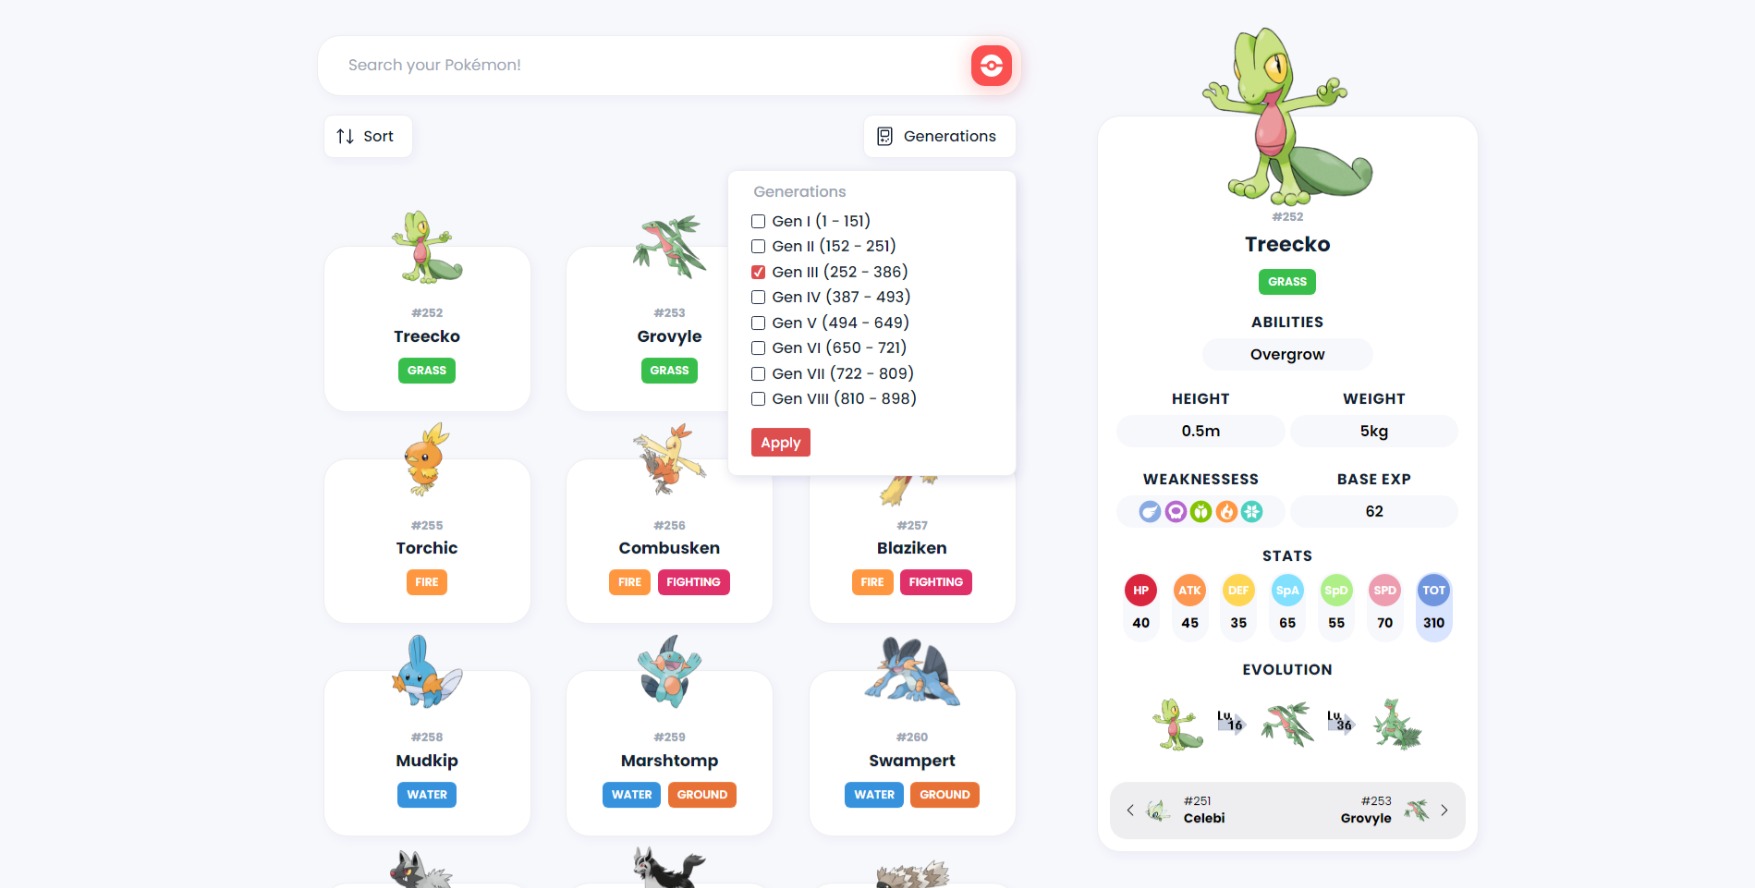 Search your Pokémon!
Sort
Generations
Generations
Gen I (1 - 151)
Gen II (152 - 251)
Gen III (252 - 386)
Gen IV (387 - 493)
Gen V (494 - 649)
Gen VI (650 - 721)
Gen VII (722 - 809)
Gen VIII (810 - 898)
Apply
#252
Treecko
GRASS
#253
Grovyle
GRASS
#255
Torchic
FIRE
#256
Combusken
FIRE FIGHTING
#257
Blaziken
FIRE FIGHTING
#258
Mudkip
WATER
#259
Marshtomp
WATER GROUND
#260
Swampert
WATER GROUND
#252
Treecko
GRASS
ABILITIES
Overgrow
HEIGHT WEIGHT
0.5m 5kg
WEAKNESSESS BASE EXP
62
STATS
HP ATK DEF SpA SpD SPD TOT
40 45 35 65 55 70 310
EVOLUTION
Lv. 16
Lv. 36
#251
Celebi
#253
Grovyle